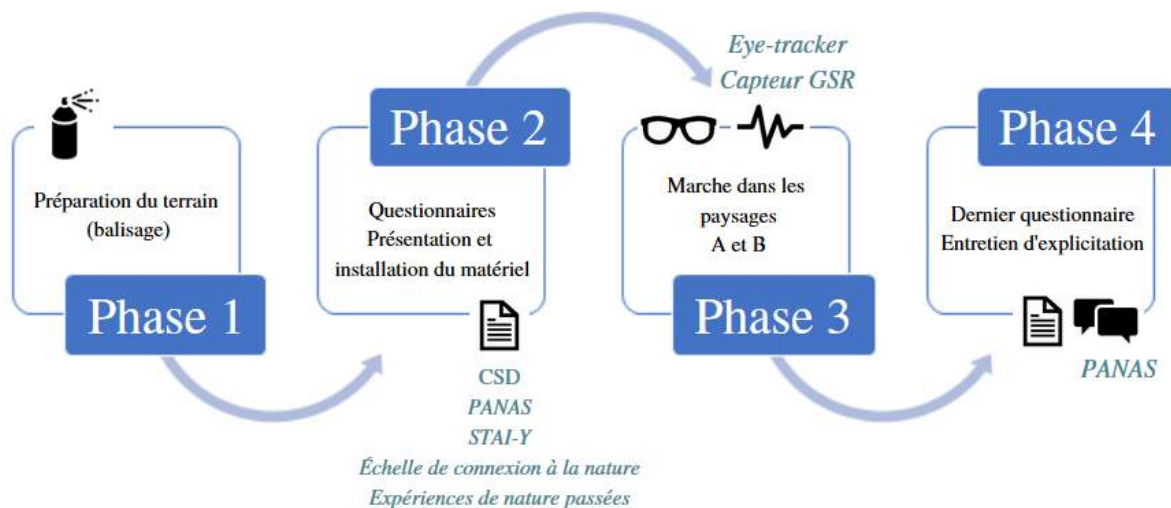 Préparation du terrain
(balisage)
Phase 1
Phase 2
Questionnaires
Présentation et
installation du matériel
CSD
PANAS
STAI-Y
Échelle de connexion à la nature
Expériences de nature passées
Eye-tracker
Capteur GSR
Marche dans les
paysages
A et B
Phase 3
Phase 4
Dernier questionnaire
Entretien d'explicitation
PANAS